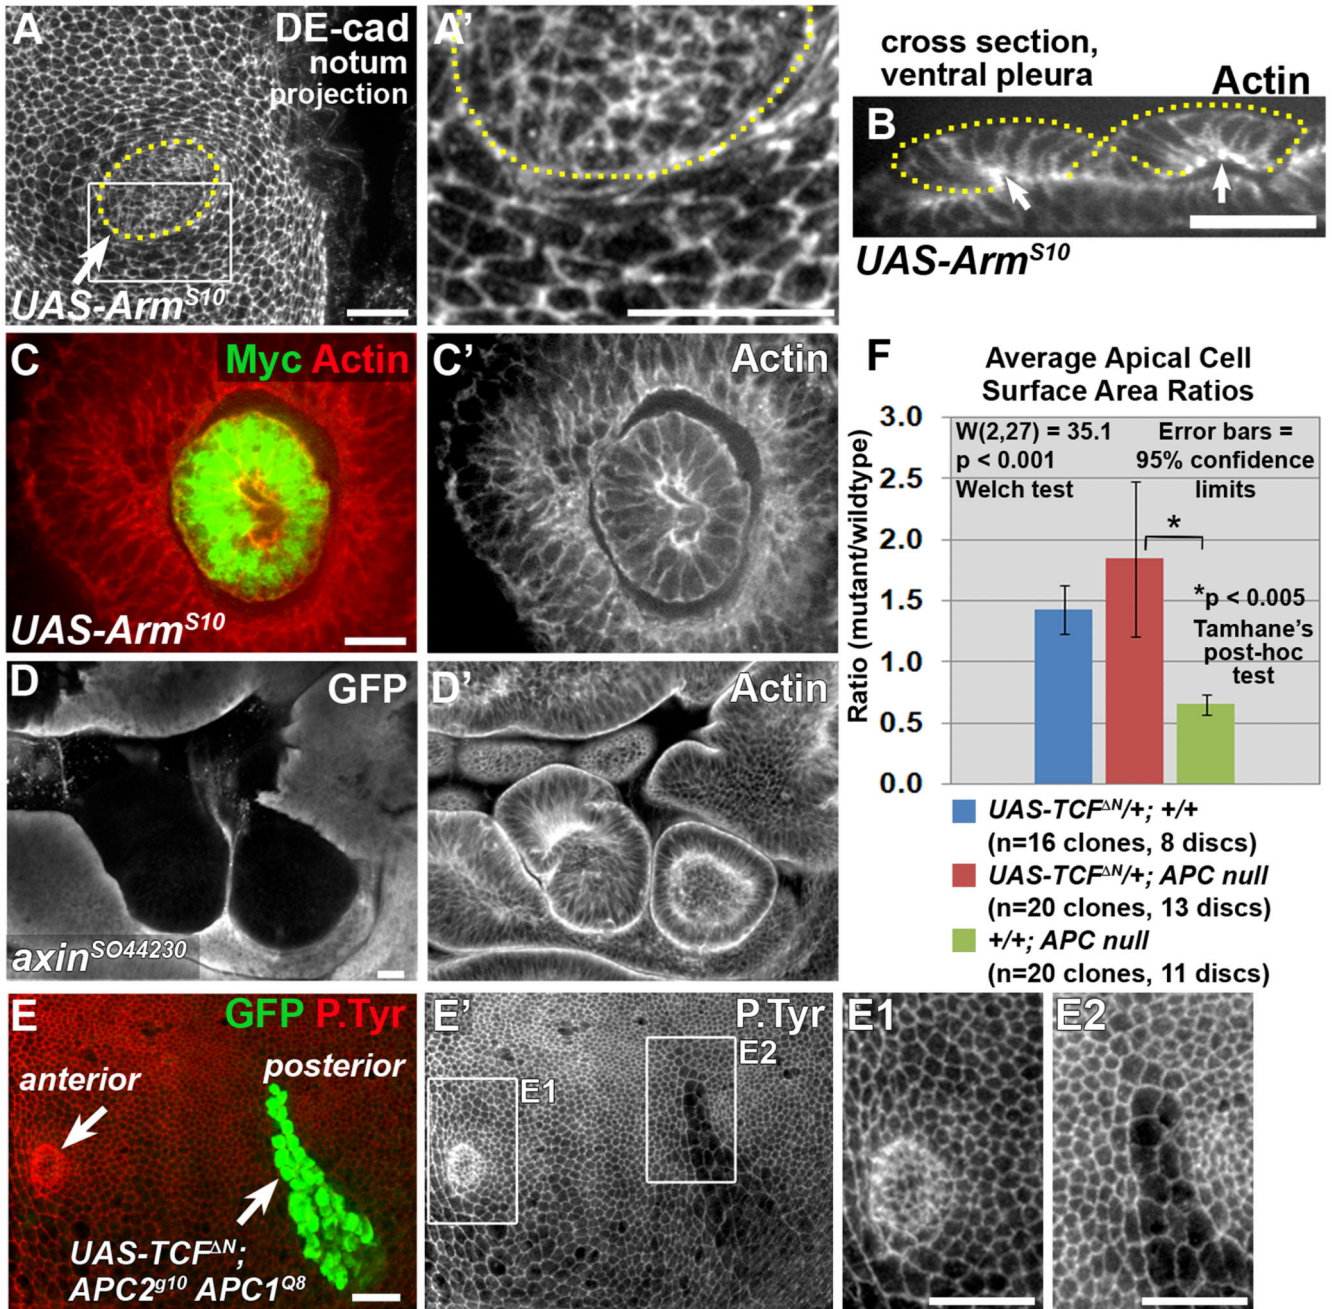 A
DE-cad
notum
projection
UAS-Arm^S10
A'
cross section,
ventral pleura
Actin
B
UAS-Arm^S10
C
Myc Actin
UAS-Arm^S10
C'
Actin
D
GFP
axin^SO44230
D'
Actin
E
GFP P.Tyr
anterior
posterior
UAS-TCF^ΔN;
APC2^g10 APC1^Q8
E'
P.Tyr
E1
E2
E1
E2
F
Average Apical Cell
Surface Area Ratios
Ratio (mutant/wildtype)
3.0
2.5
2.0
1.5
1.0
0.5
0.0
W(2,27) = 35.1
p < 0.001
Welch test
Error bars =
95% confidence
limits
*
*p < 0.005
Tamhane's
post-hoc
test
UAS-TCF^ΔN/+; +/+
(n=16 clones, 8 discs)
UAS-TCF^ΔN/+; APC null
(n=20 clones, 13 discs)
+/+; APC null
(n=20 clones, 11 discs)